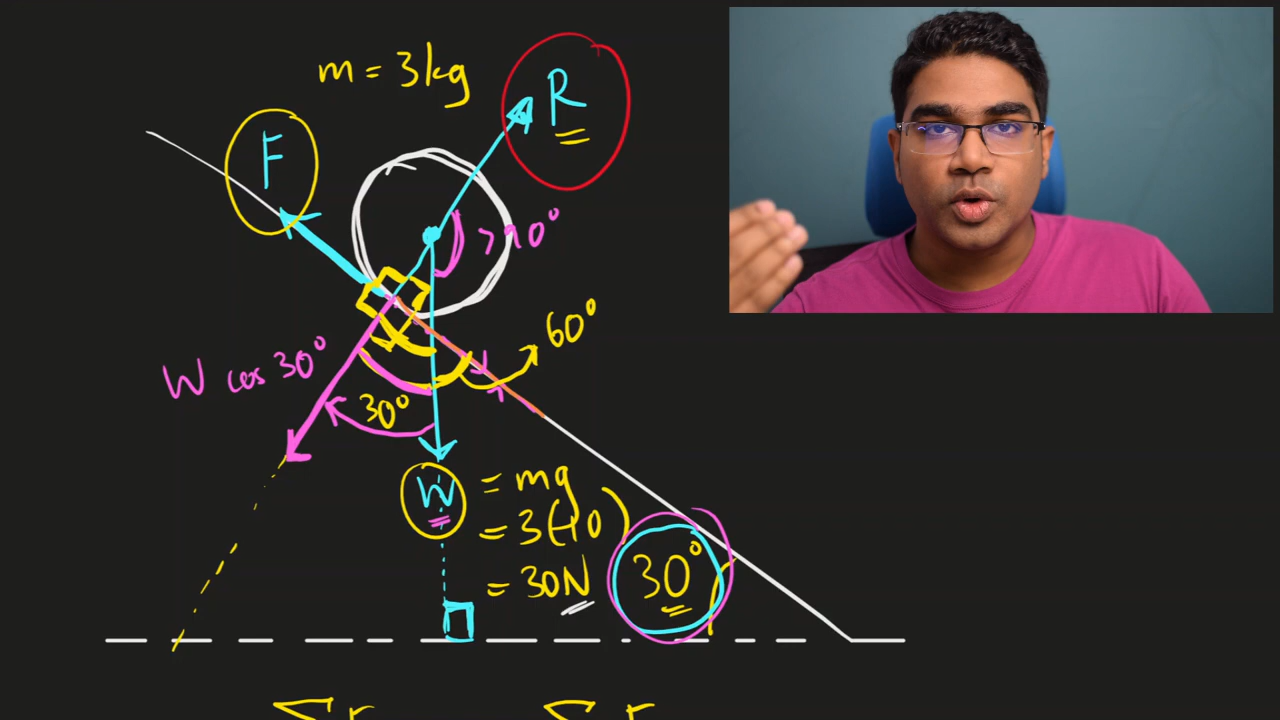 m = 3kg
R
F
>90°
60°
W cos 30°
30°
W = mg
= 3(10)
= 30N
30°
Σ F Σ F